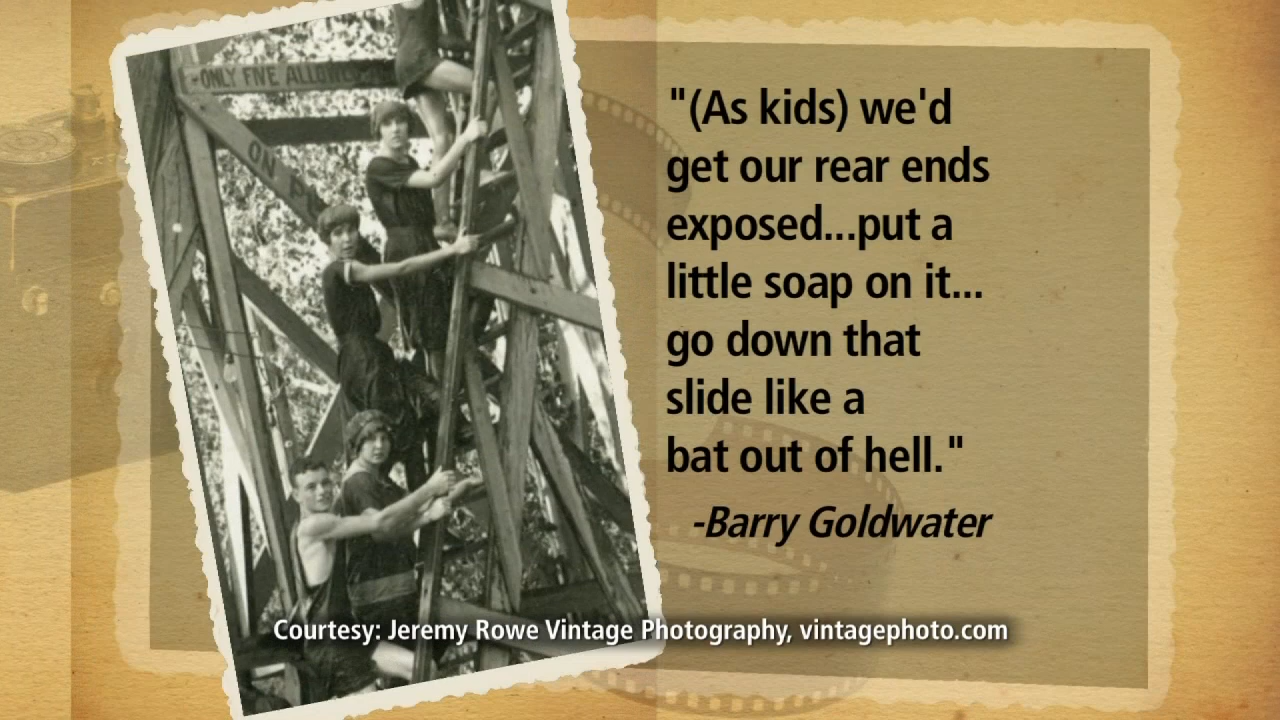 -ONLY FIVE ALLOWED
ON
"(As kids) we'd
get our rear ends
exposed...put a
little soap on it...
go down that
slide like a
bat out of hell."
-Barry Goldwater
Courtesy: Jeremy Rowe Vintage Photography, vintagephoto.com